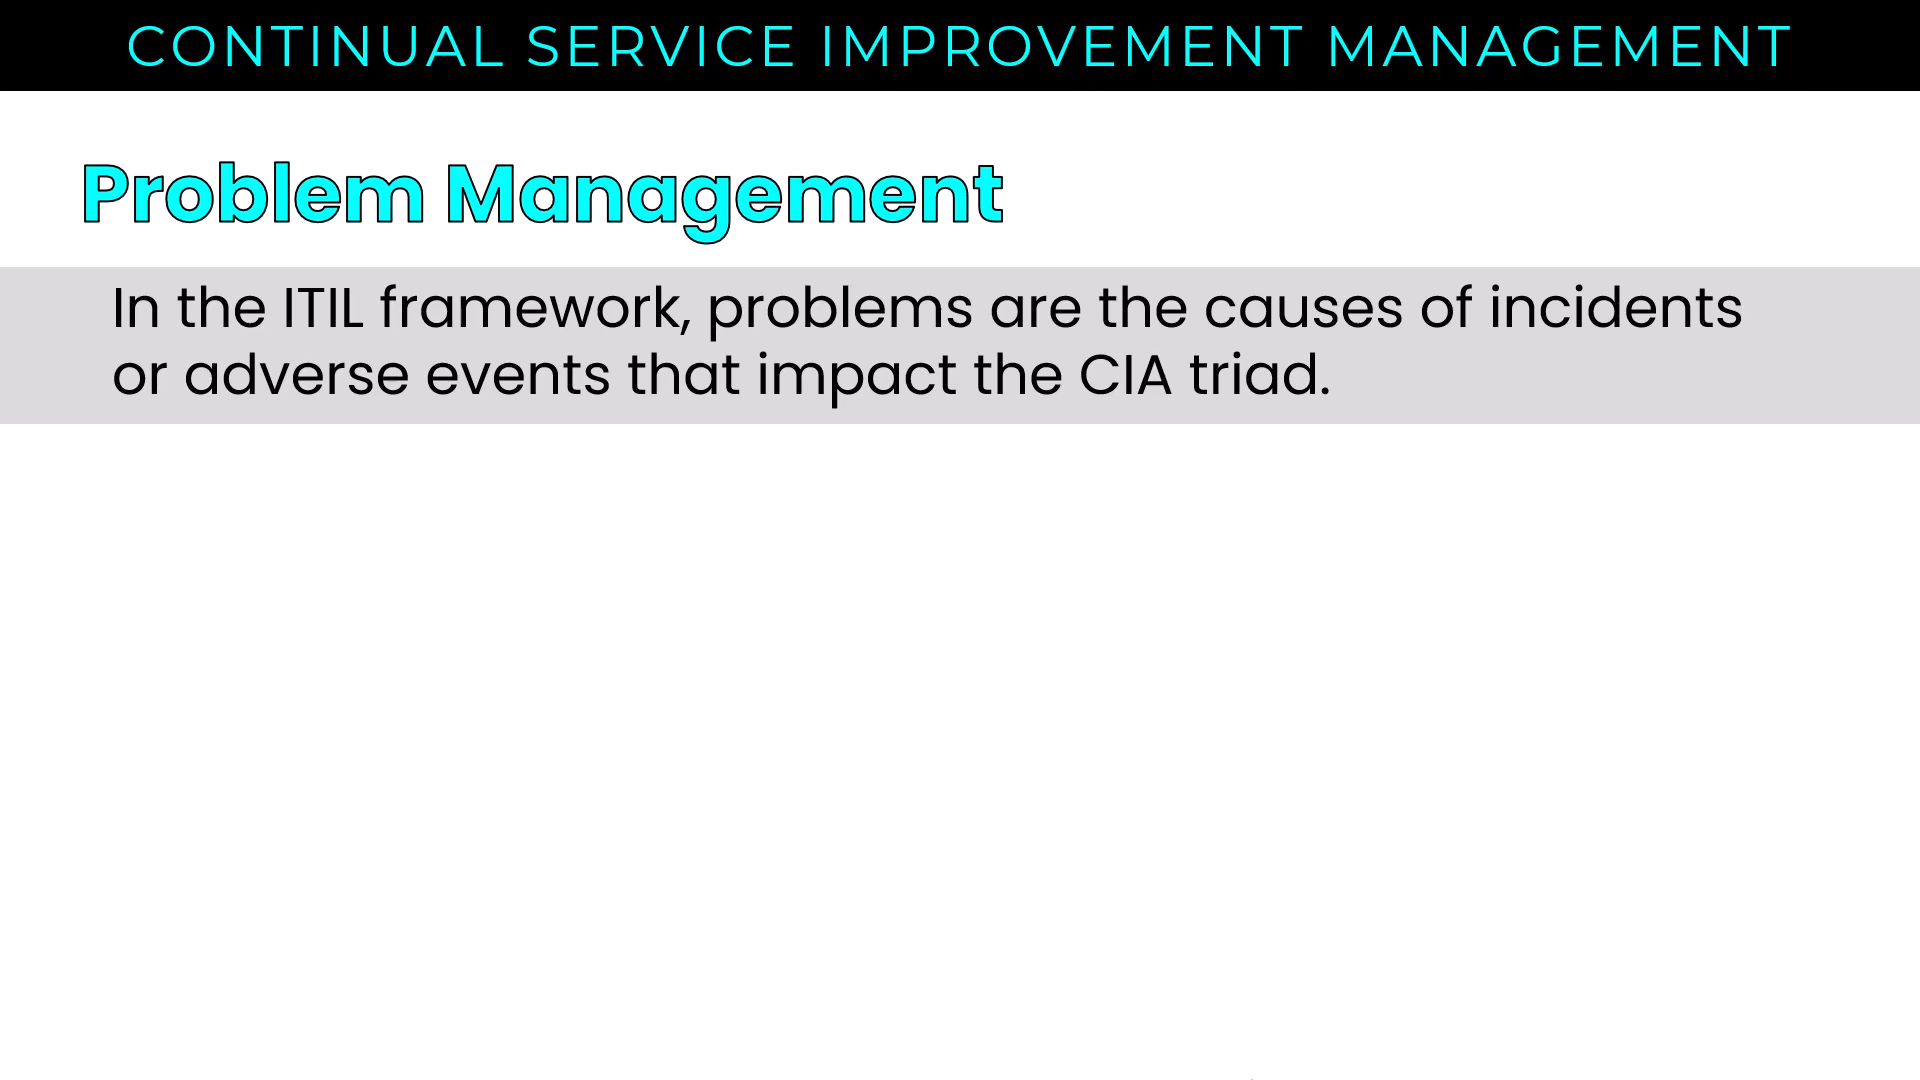 CONTINUAL SERVICE IMPROVEMENT MANAGEMENT
Problem Management
In the ITIL framework, problems are the causes of incidents
or adverse events that impact the CIA triad.